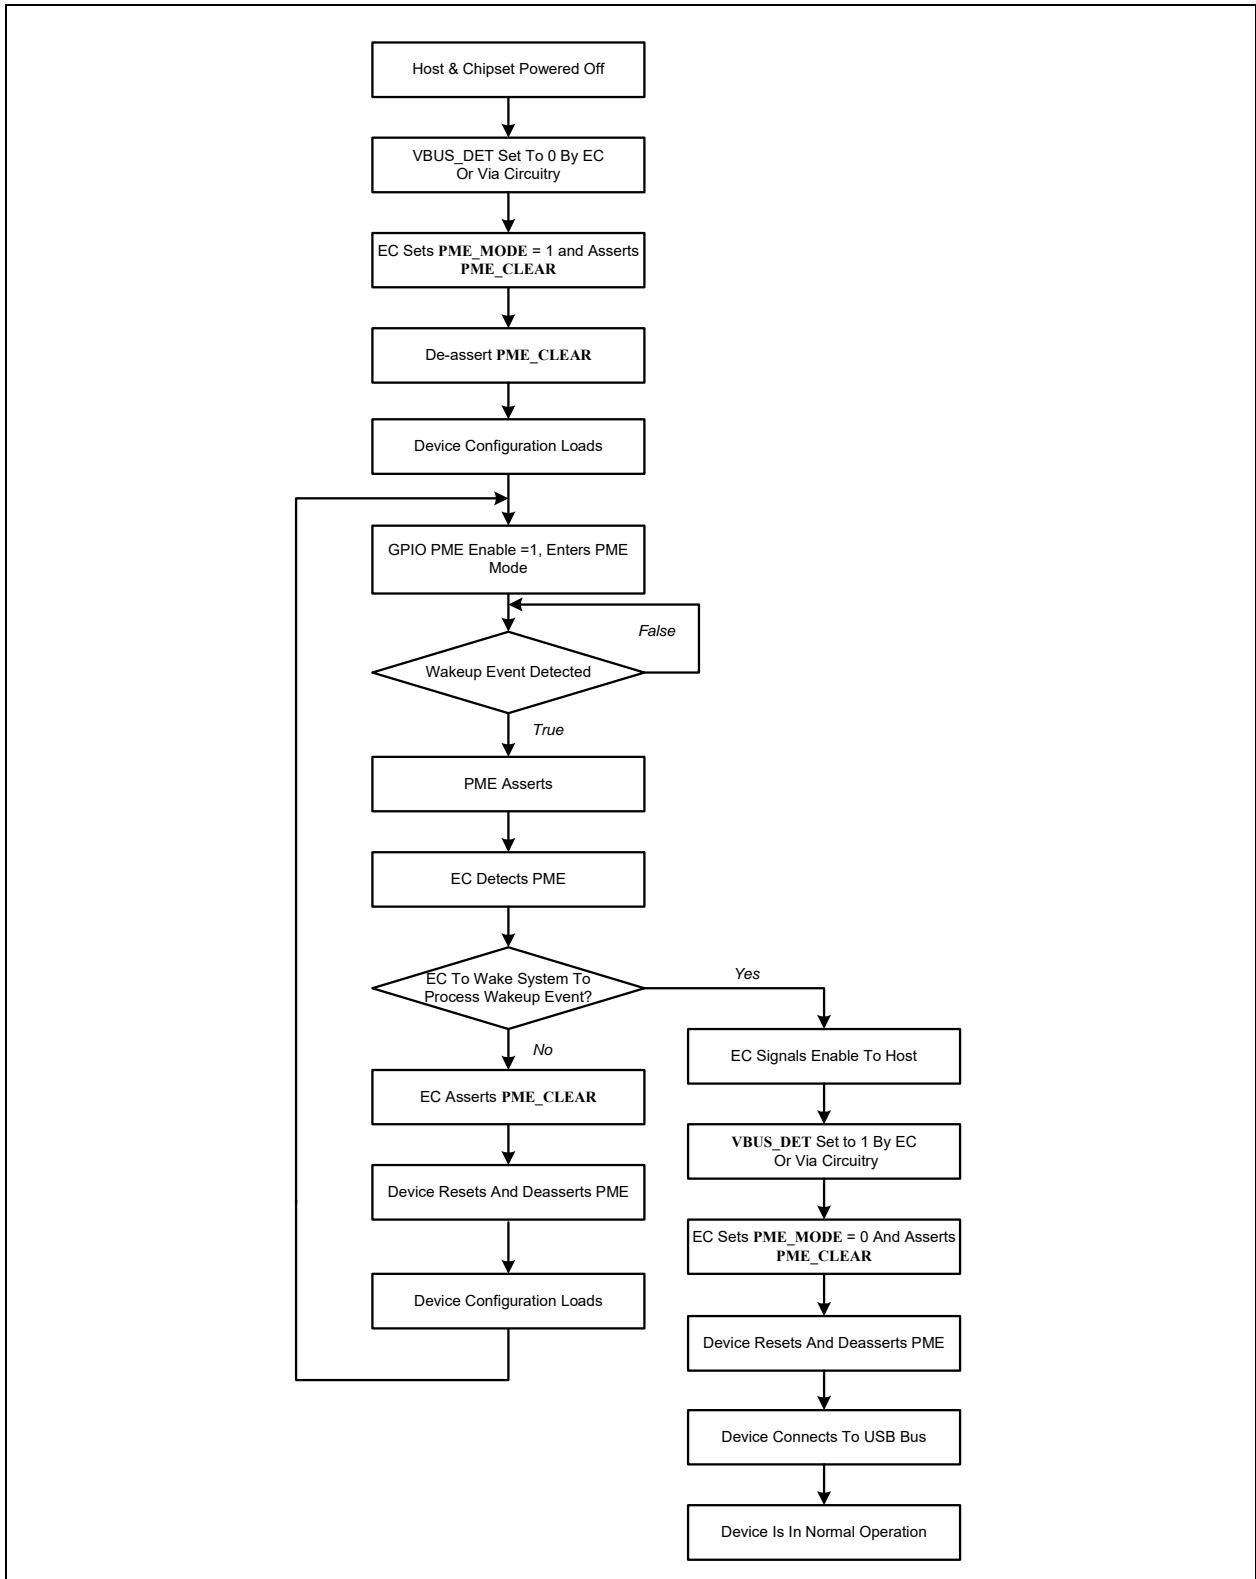 Host & Chipset Powered Off
VBUS_DET Set To 0 By EC
Or Via Circuitry
EC Sets PME_MODE = 1 and Asserts
PME_CLEAR
De-assert PME_CLEAR
Device Configuration Loads
GPIO PME Enable =1, Enters PME
Mode
False
Wakeup Event Detected
True
PME Asserts
EC Detects PME
EC To Wake System To
Process Wakeup Event?
Yes
No
EC Asserts PME_CLEAR
Device Resets And Deasserts PME
Device Configuration Loads
EC Signals Enable To Host
VBUS_DET Set to 1 By EC
Or Via Circuitry
EC Sets PME_MODE = 0 And Asserts
PME_CLEAR
Device Resets And Deasserts PME
Device Connects To USB Bus
Device Is In Normal Operation